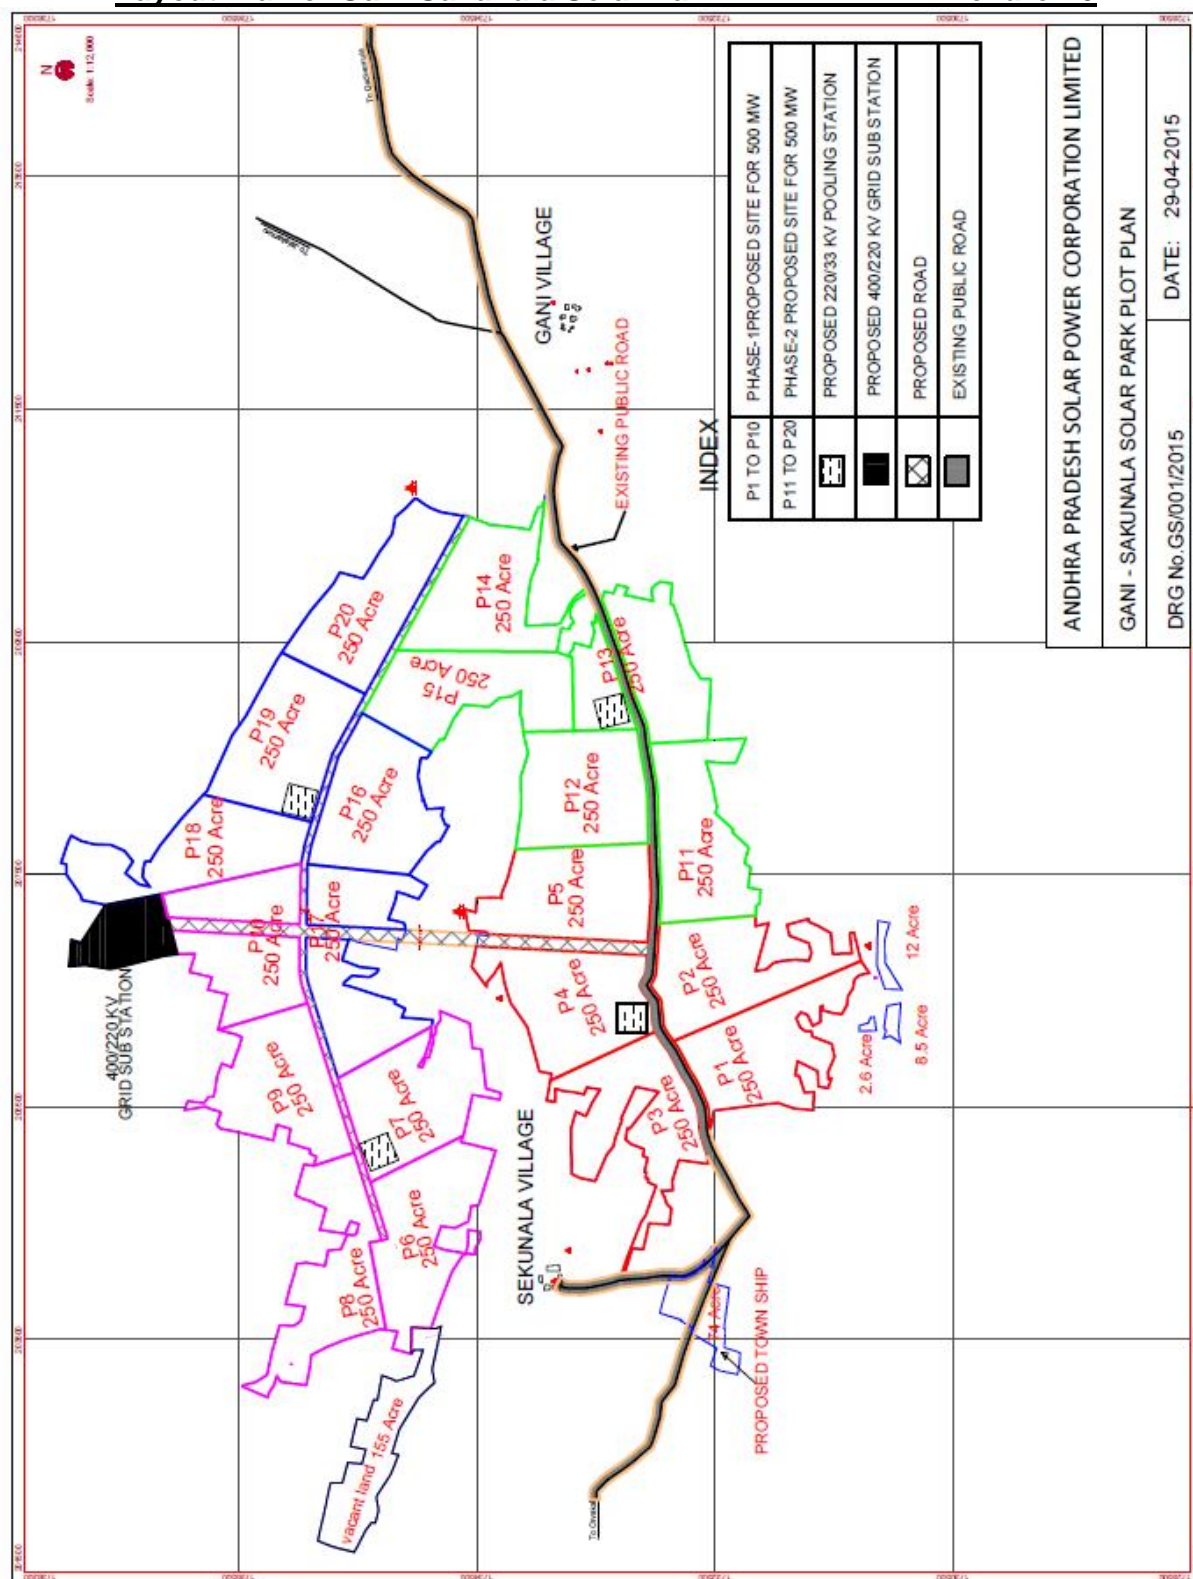 N
Scale: 1:12,000
GANI VILLAGE
EXISTING PUBLIC ROAD
INDEX
P1 TO P10 PHASE-1PROPOSED SITE FOR 500 MW
P11 TO P20 PHASE-2 PROPOSED SITE FOR 500 MW
PROPOSED 220/33 KV POOLING STATION
PROPOSED 400/220 KV GRID SUB STATION
PROPOSED ROAD
EXISTING PUBLIC ROAD
ANDHRA PRADESH SOLAR POWER CORPORATION LIMITED
GANI - SAKUNALA SOLAR PARK PLOT PLAN
DRG No.GS/001/2015 DATE: 29-04-2015
P20
250 Acre
P19
250 Acre
P18
250 Acre
P16
250 Acre
P17
250 Acre
P10
250 Acre
P14
250 Acre
P15
250 Acre
P13
250 Acre
P12
250 Acre
P11
250 Acre
P5
250 Acre
P4
250 Acre
P2
250 Acre
P1
250 Acre
P3
250 Acre
12 Acre
8.5 Acre
2.6 Acre
400/220 KV
GRID SUB STATION
P9
250 Acre
P7
250 Acre
P6
250 Acre
P8
250 Acre
vacant land 155 Acre
SEKUNALA VILLAGE
74 Acre
PROPOSED TOWN SHIP